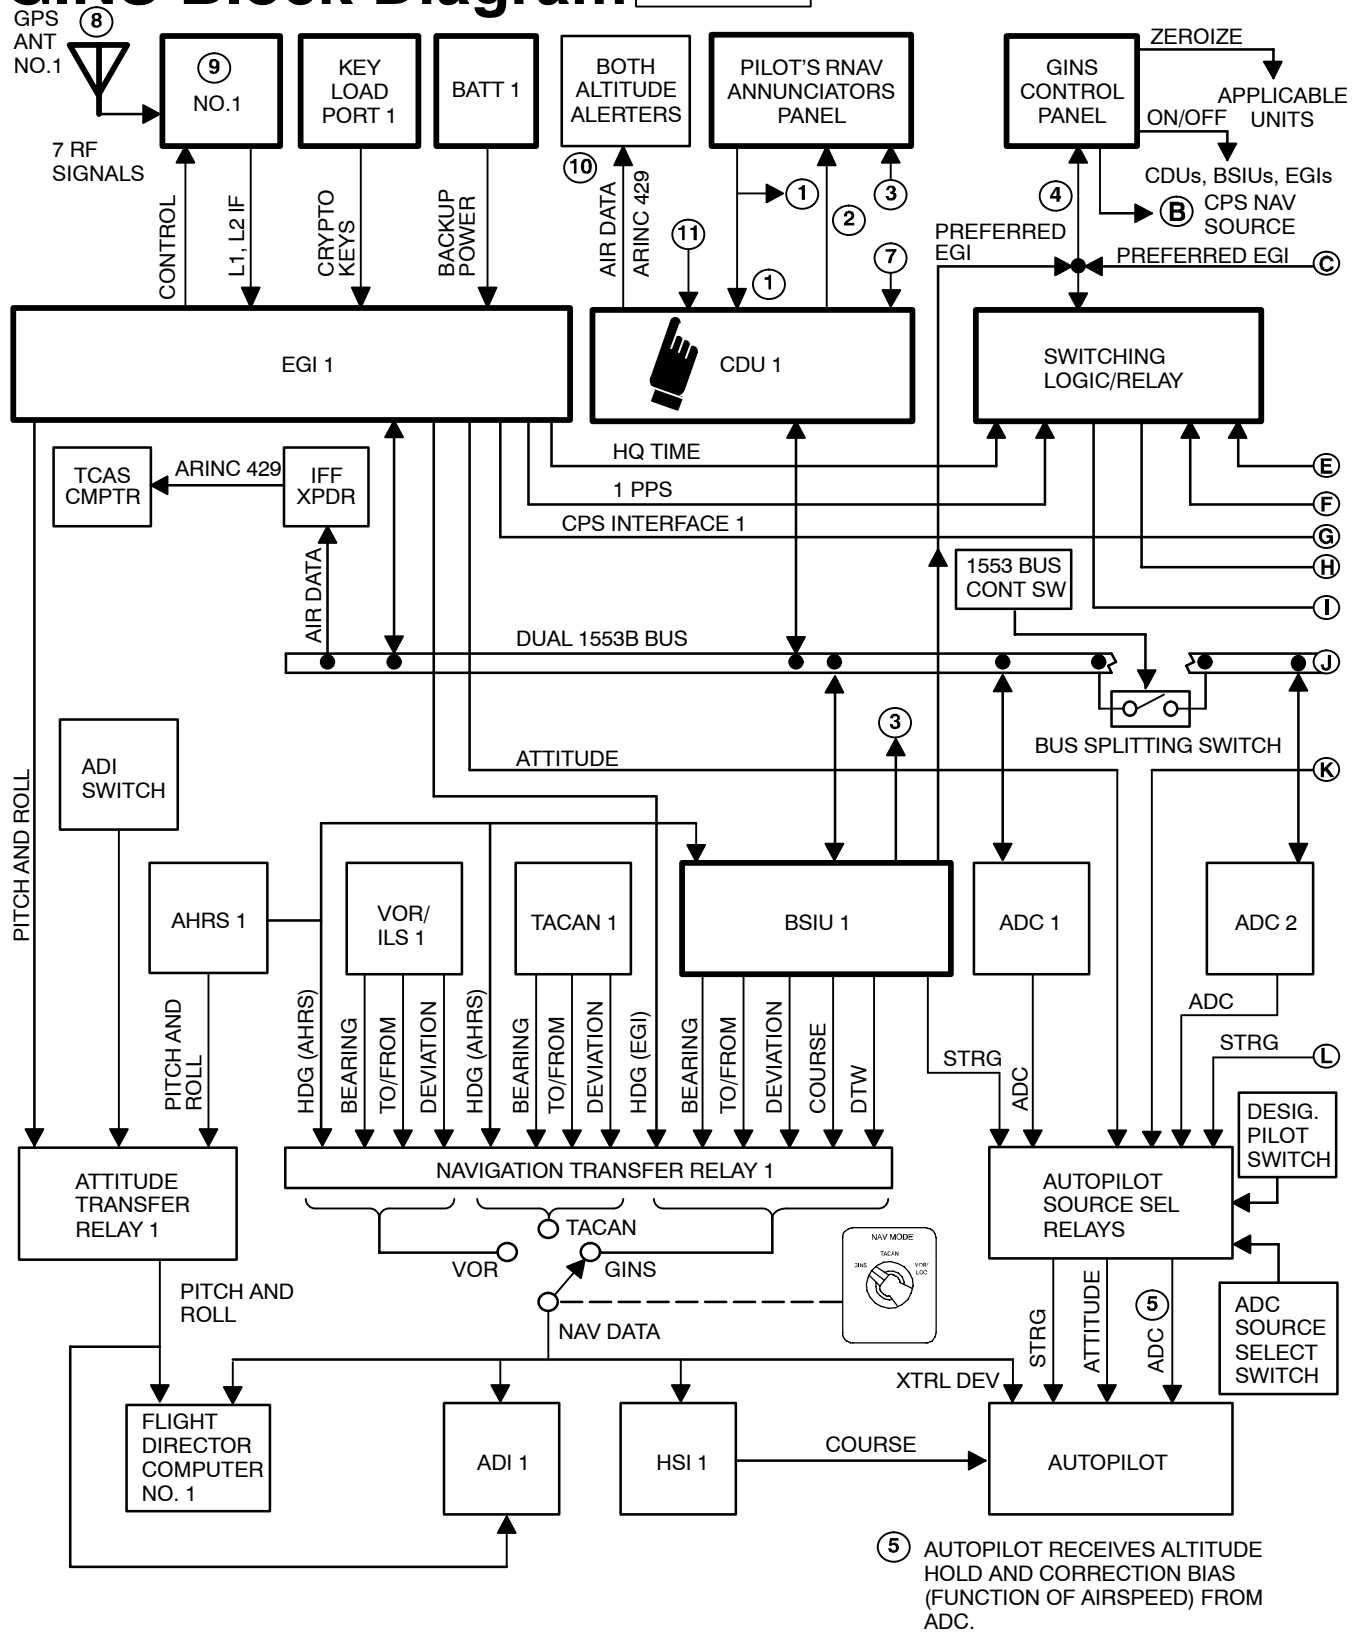 GINS Block Diagram
GPS
ANT
NO.1
8
9
NO.1
KEY
LOAD
PORT 1
BATT 1
BOTH
ALTITUDE
ALERTERS
PILOT'S RNAV
ANNUNCIATORS
PANEL
GINS
CONTROL
PANEL
ZEROIZE
APPLICABLE
UNITS
ON/OFF
CDUs, BSIUs, EGIs
B
CPS NAV
SOURCE
7 RF
SIGNALS
CONTROL
L1, L2 IF
CRYPTO
KEYS
BACKUP
POWER
10
AIR DATA
ARINC 429
11
1
1
2
3
7
4
PREFERRED
EGI
PREFERRED EGI
C
EGI 1
CDU 1
SWITCHING
LOGIC/RELAY
TCAS
CMPTR
ARINC 429
IFF
XPDR
AIR DATA
HQ TIME
E
1 PPS
F
CPS INTERFACE 1
G
H
I
1553 BUS
CONT SW
DUAL 1553B BUS
J
BUS SPLITTING SWITCH
3
ATTITUDE
K
PITCH AND ROLL
ADI
SWITCH
AHRS 1
VOR/
ILS 1
TACAN 1
BSIU 1
ADC 1
ADC 2
PITCH AND
ROLL
HDG (AHRS)
BEARING
TO/FROM
DEVIATION
HDG (AHRS)
BEARING
TO/FROM
DEVIATION
HDG (EGI)
BEARING
TO/FROM
DEVIATION
COURSE
DTW
STRG
ADC
ADC
STRG
L
DESIG.
PILOT
SWITCH
ATTITUDE
TRANSFER
RELAY 1
NAVIGATION TRANSFER RELAY 1
AUTOPILOT
SOURCE SEL
RELAYS
TACAN
VOR
GINS
NAV MODE
TACAN
GINS
VOR/
LOC
PITCH AND
ROLL
NAV DATA
STRG
ATTITUDE
ADC
5
ADC
SOURCE
SELECT
SWITCH
XTRL DEV
FLIGHT
DIRECTOR
COMPUTER
NO. 1
ADI 1
HSI 1
COURSE
AUTOPILOT
5
AUTOPILOT RECEIVES ALTITUDE
HOLD AND CORRECTION BIAS
(FUNCTION OF AIRSPEED) FROM
ADC.